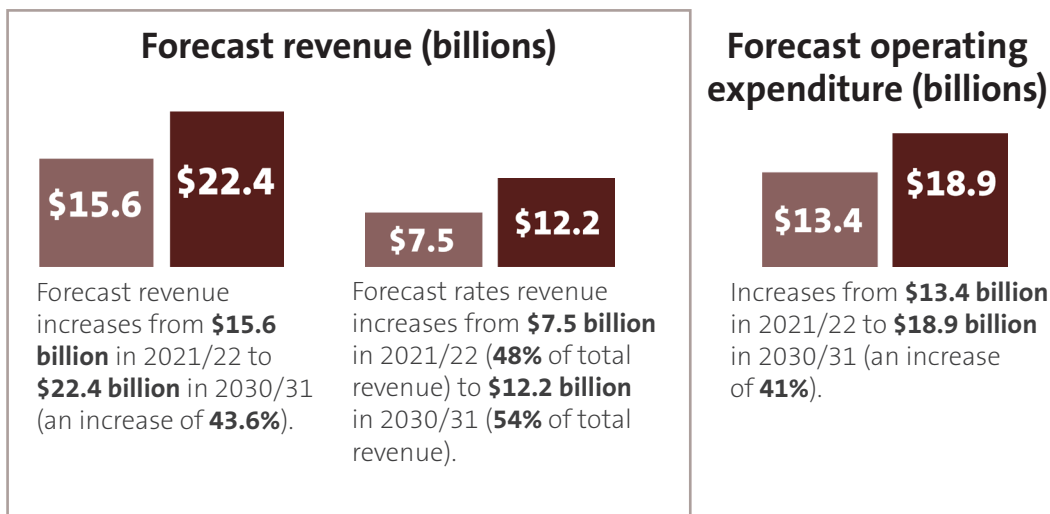 Forecast revenue (billions)
$15.6
$22.4
Forecast revenue
increases from $15.6
billion in 2021/22 to
$22.4 billion in 2030/31
(an increase of 43.6%).
$7.5
$12.2
Forecast rates revenue
increases from $7.5 billion
in 2021/22 (48% of total
revenue) to $12.2 billion
in 2030/31 (54% of total
revenue).
Forecast operating
expenditure (billions)
$13.4
$18.9
Increases from $13.4 billion
in 2021/22 to $18.9 billion
in 2030/31 (an increase
of 41%).